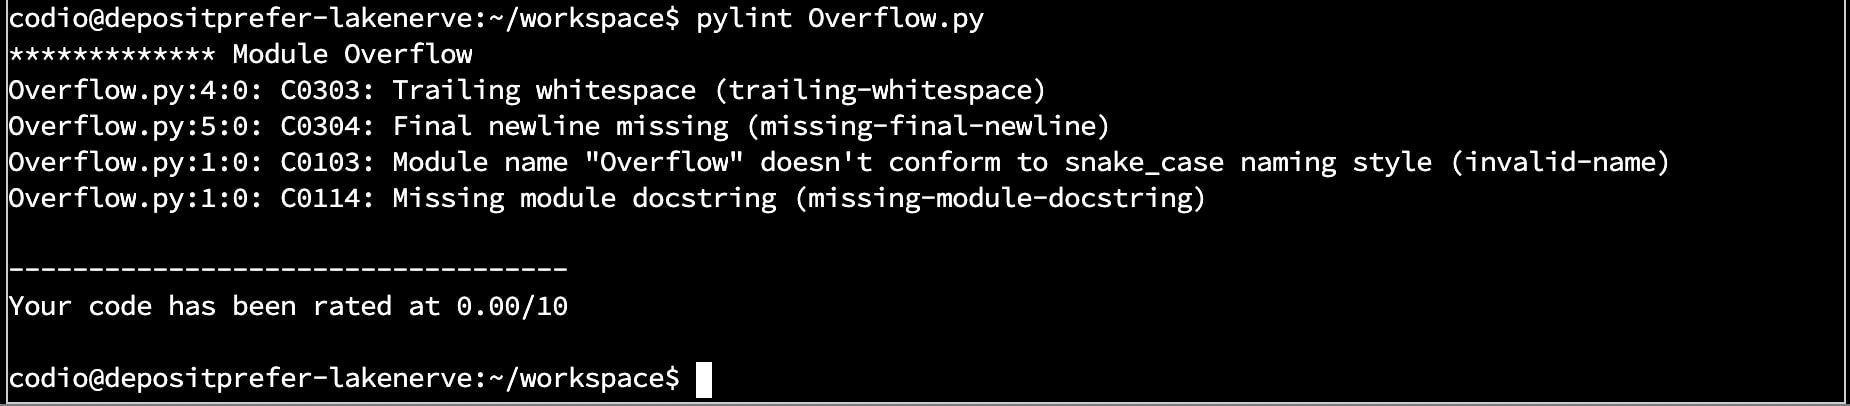 codio@depositprefer-lakenerve:~/workspace$ pylint Overflow.py
************* Module Overflow
Overflow.py:4:0: C0303: Trailing whitespace (trailing-whitespace)
Overflow.py:5:0: C0304: Final newline missing (missing-final-newline)
Overflow.py:1:0: C0103: Module name "Overflow" doesn't conform to snake_case naming style (invalid-name)
Overflow.py:1:0: C0114: Missing module docstring (missing-module-docstring)
-----------------------------------
Your code has been rated at 0.00/10
codio@depositprefer-lakenerve:~/workspace$